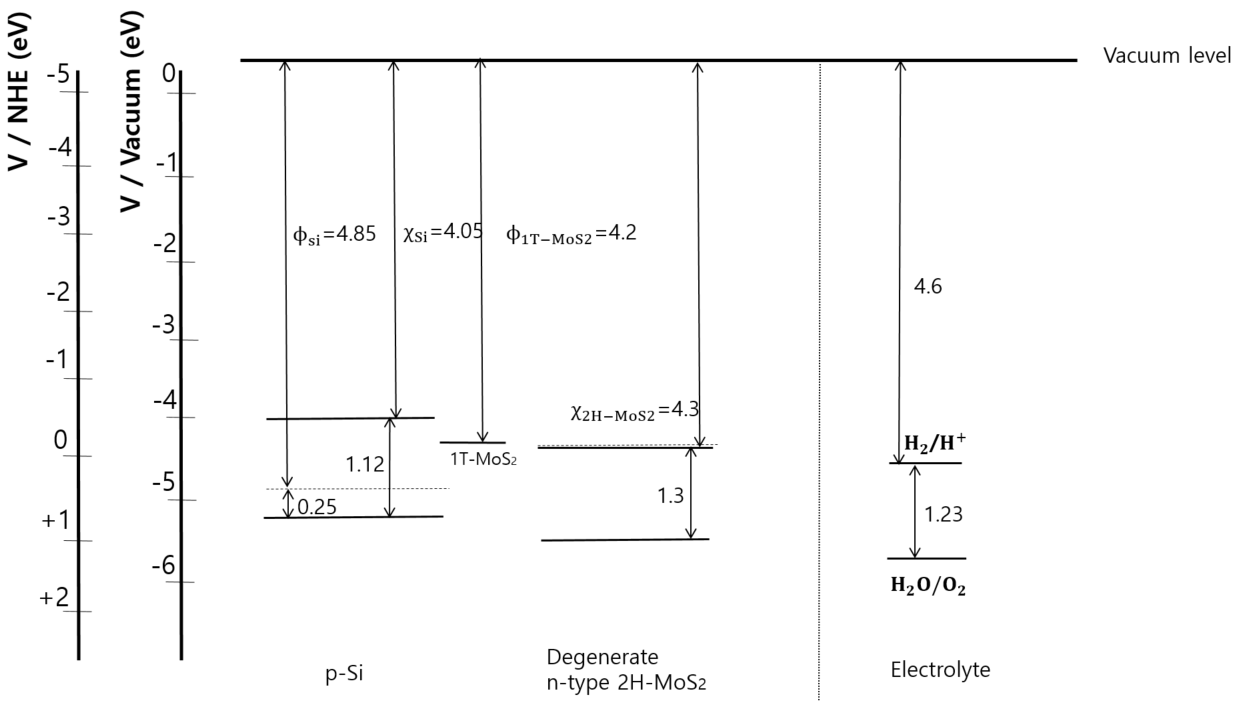 V / NHE (eV)
-5
-4
-3
-2
-1
0
+1
+2
V / Vacuum (eV)
0
-1
-2
-3
-4
-5
-6
Vacuum level
ϕsi=4.85
χSi=4.05
ϕ1T−MoS2=4.2
4.6
χ2H−MoS2=4.3
H₂/H⁺
1T-MoS₂
1.12
0.25
1.3
1.23
H₂O/O₂
p-Si
Degenerate
n-type 2H-MoS₂
Electrolyte